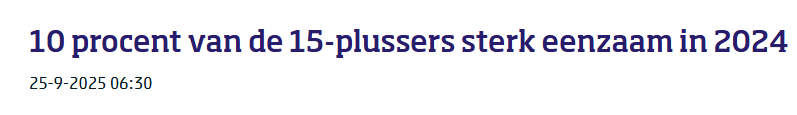 10 procent van de 15-plussers sterk eenzaam in 2024
25-9-2025 06:30